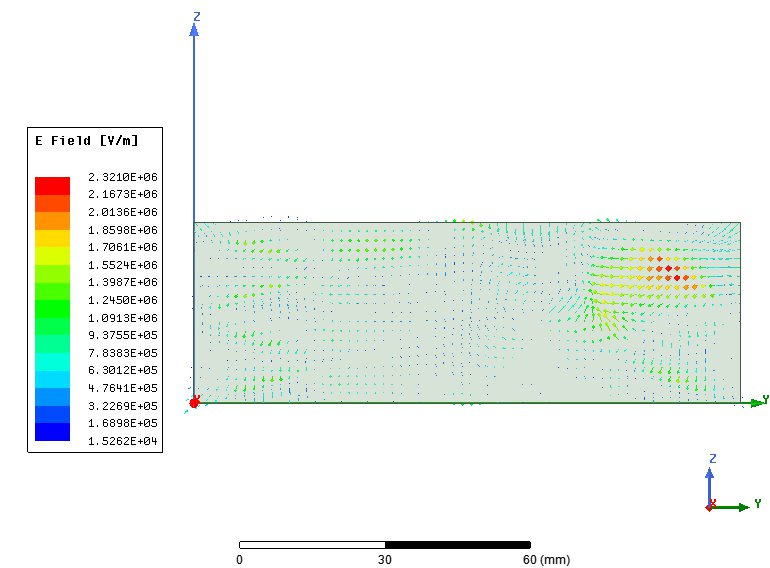 Z
E Field [V/m]
2.3210E+06
2.1673E+06
2.0136E+06
1.8598E+06
1.7061E+06
1.5524E+06
1.3987E+06
1.2450E+06
1.0913E+06
9.3755E+05
7.8383E+05
6.3012E+05
4.7641E+05
3.2269E+05
1.6898E+05
1.5262E+04
X
Y
Z
X
Y
0
30
60 (mm)